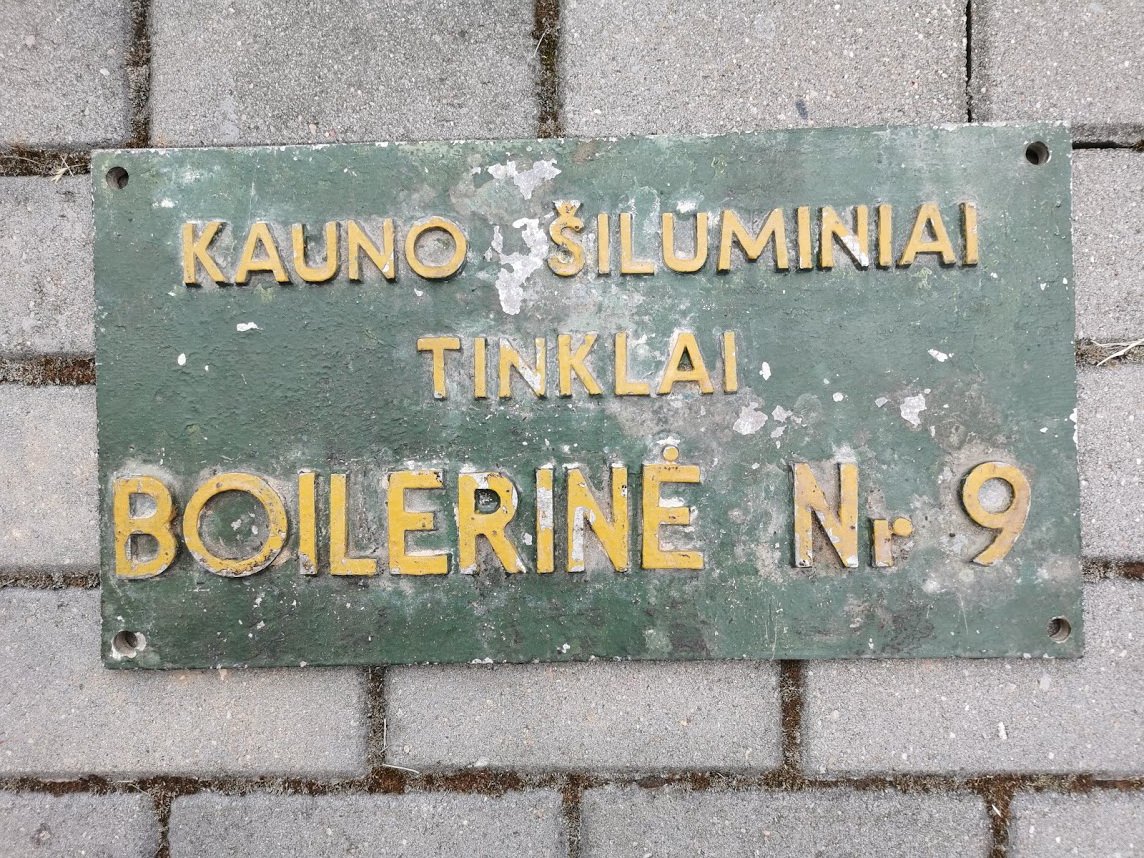 KAUNO ŠILUMINIAI
TINKLAI
BOILERINĖ Nr 9